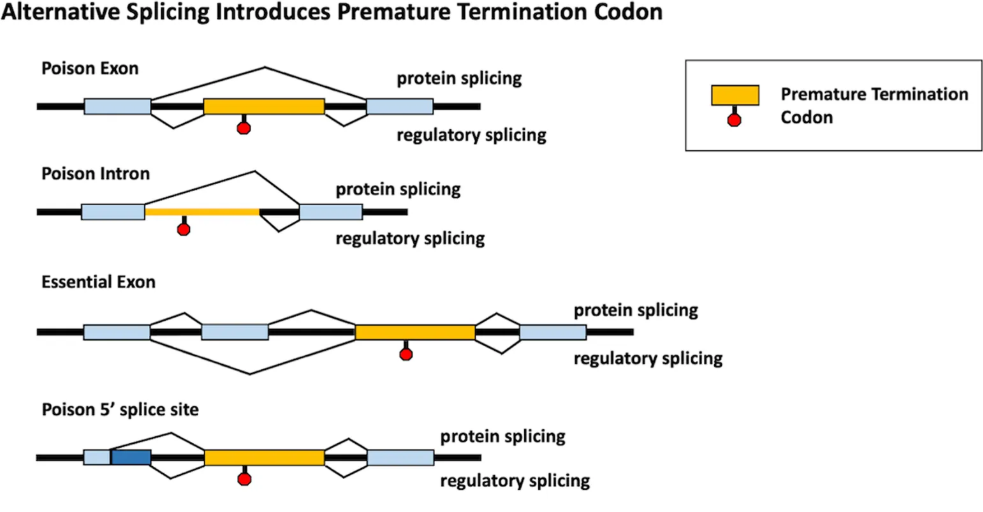 Alternative Splicing Introduces Premature Termination Codon
Poison Exon
protein splicing
regulatory splicing
Premature Termination
Codon
Poison Intron
protein splicing
regulatory splicing
Essential Exon
protein splicing
regulatory splicing
Poison 5’ splice site
protein splicing
regulatory splicing